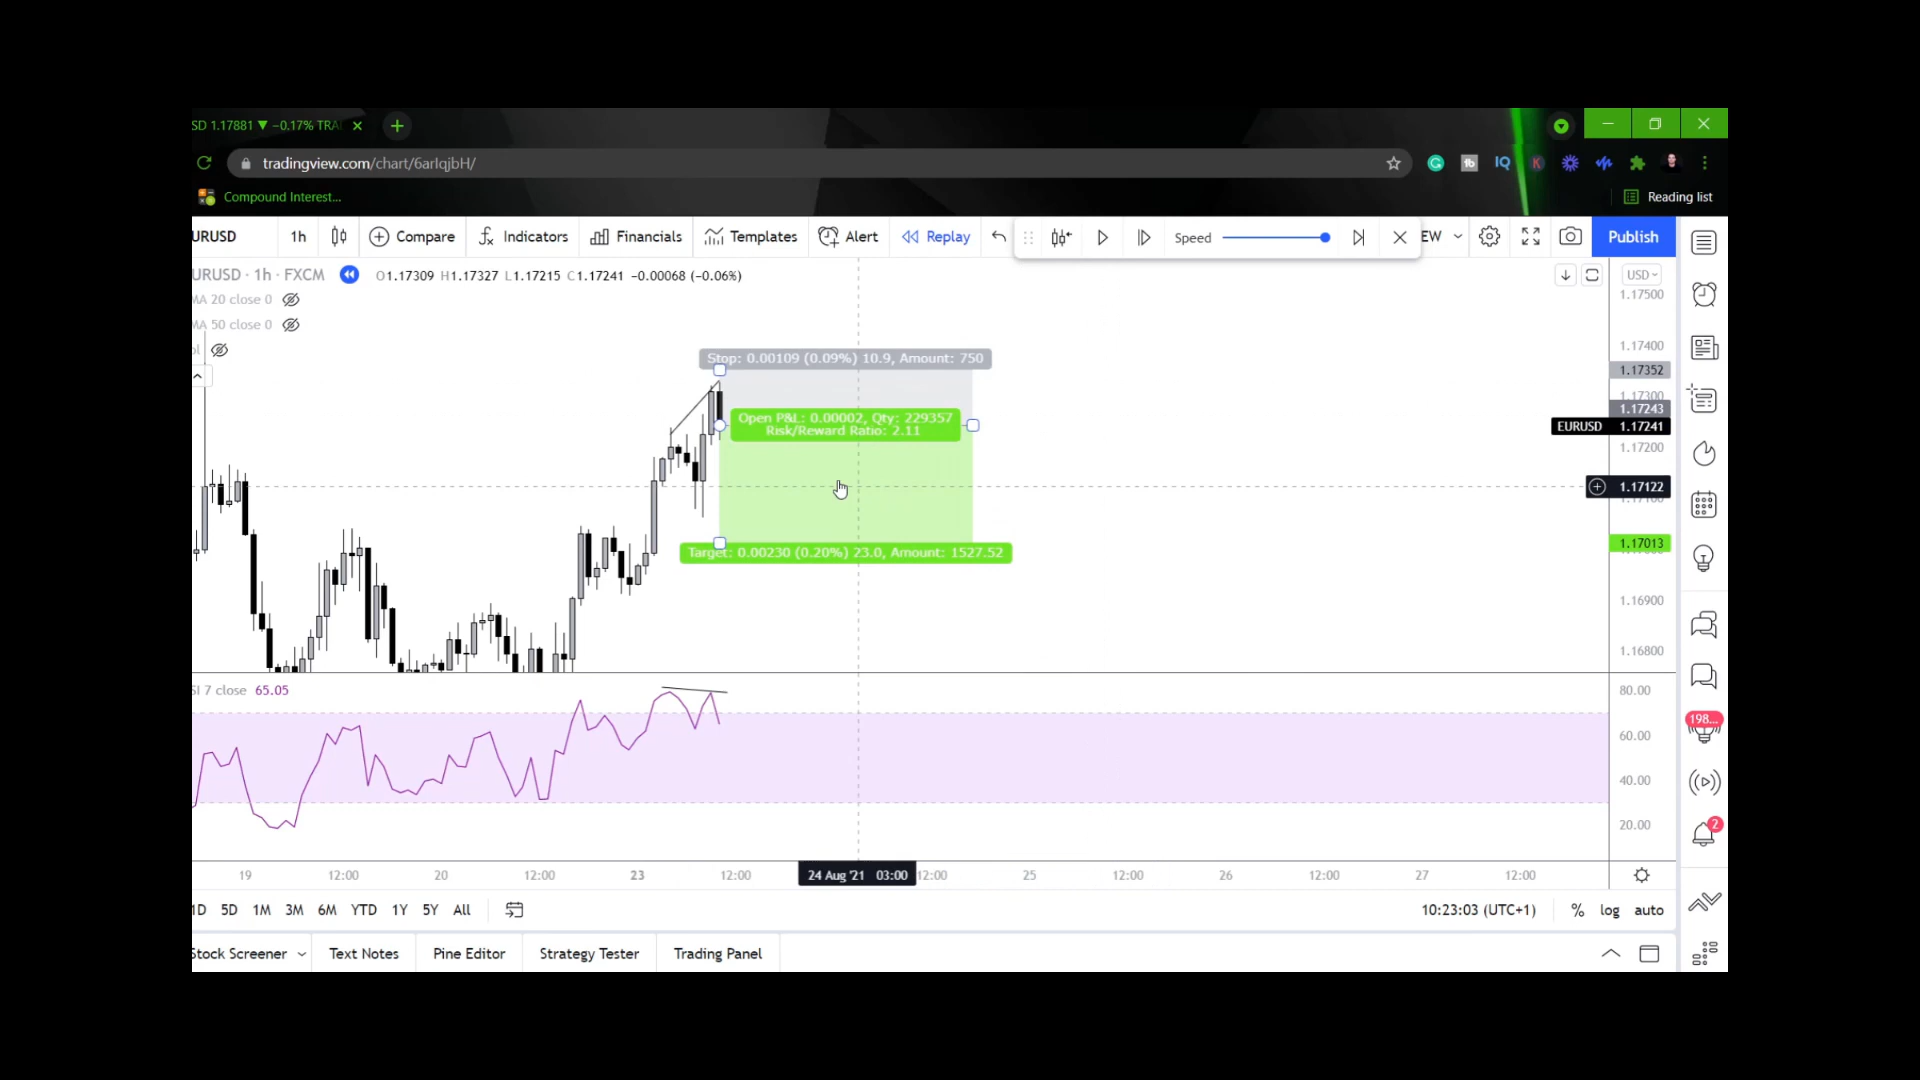 SD 1.17881 ▼ −0.17% TRA
tradingview.com/chart/6arIqjbH/
Compound Interest...
Reading list
URUSD 1h Compare Indicators Financials Templates Alert Replay Speed EW Publish
URUSD · 1h · FXCM O1.17309 H1.17327 L1.17215 C1.17241 −0.00068 (−0.06%)
MA 20 close 0
MA 50 close 0
ol
USD
1.17500
1.17400
1.17352
1.17300
1.17243
EURUSD 1.17241
1.17200
1.17122
1.17100
1.17013
1.16900
1.16800
Stop: 0.00109 (0.09%) 10.9, Amount: 750
Open P&L: 0.00002, Qty: 229357
Risk/Reward Ratio: 2.11
Target: 0.00230 (0.20%) 23.0, Amount: 1527.52
SI 7 close 65.05
80.00
60.00
40.00
20.00
198...
2
19 12:00 20 12:00 23 12:00 24 Aug '21 03:00 12:00 25 12:00 26 12:00 27 12:00
1D 5D 1M 3M 6M YTD 1Y 5Y All
10:23:03 (UTC+1) % log auto
Stock Screener Text Notes Pine Editor Strategy Tester Trading Panel